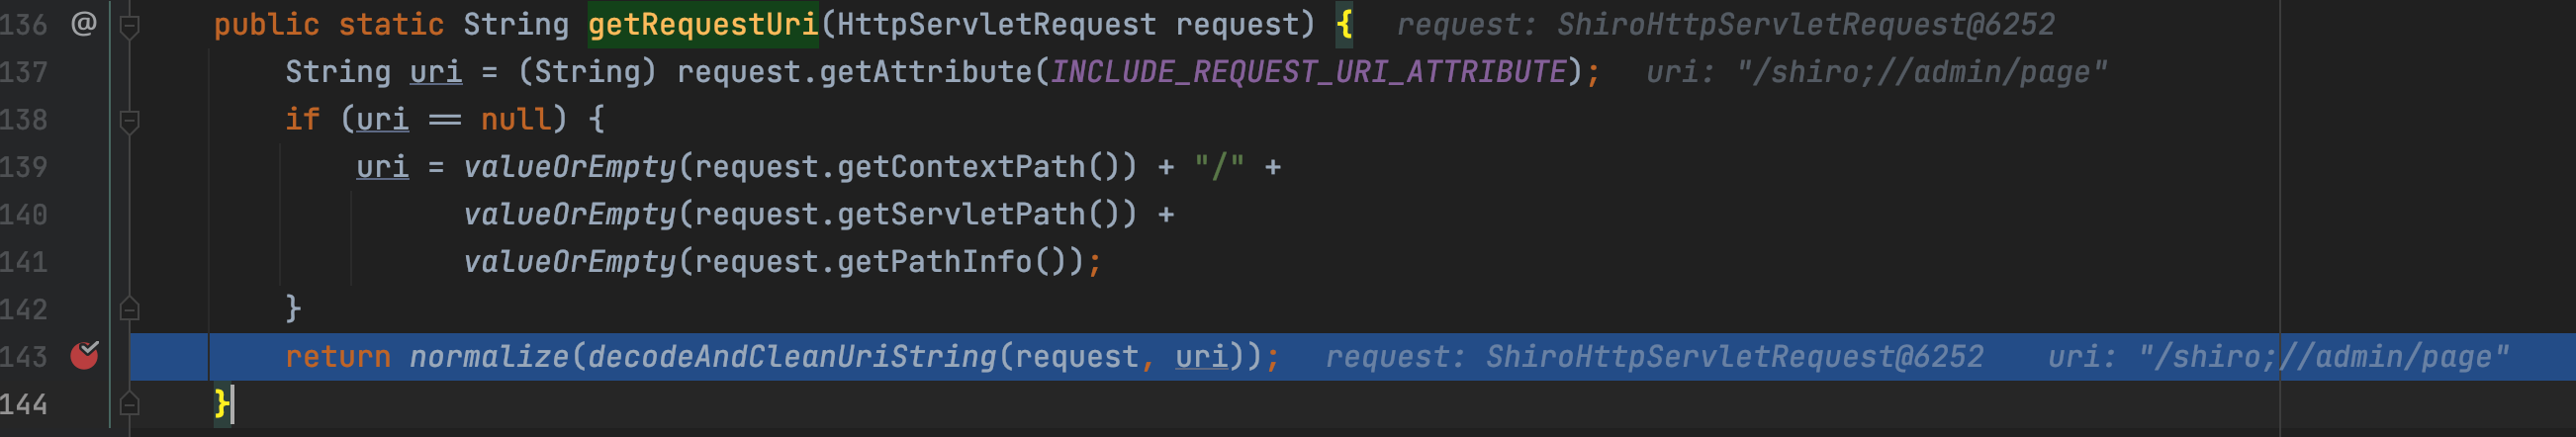 136 @ public static String getRequestUri(HttpServletRequest request) { request: ShiroHttpServletRequest@6252
137 String uri = (String) request.getAttribute(INCLUDE_REQUEST_URI_ATTRIBUTE); uri: "/shiro;//admin/page"
138 if (uri == null) {
139 uri = valueOrEmpty(request.getContextPath()) + "/" +
140 valueOrEmpty(request.getServletPath()) +
141 valueOrEmpty(request.getPathInfo());
142 }
143 return normalize(decodeAndCleanUriString(request, uri)); request: ShiroHttpServletRequest@6252 uri: "/shiro;//admin/page"
144 }